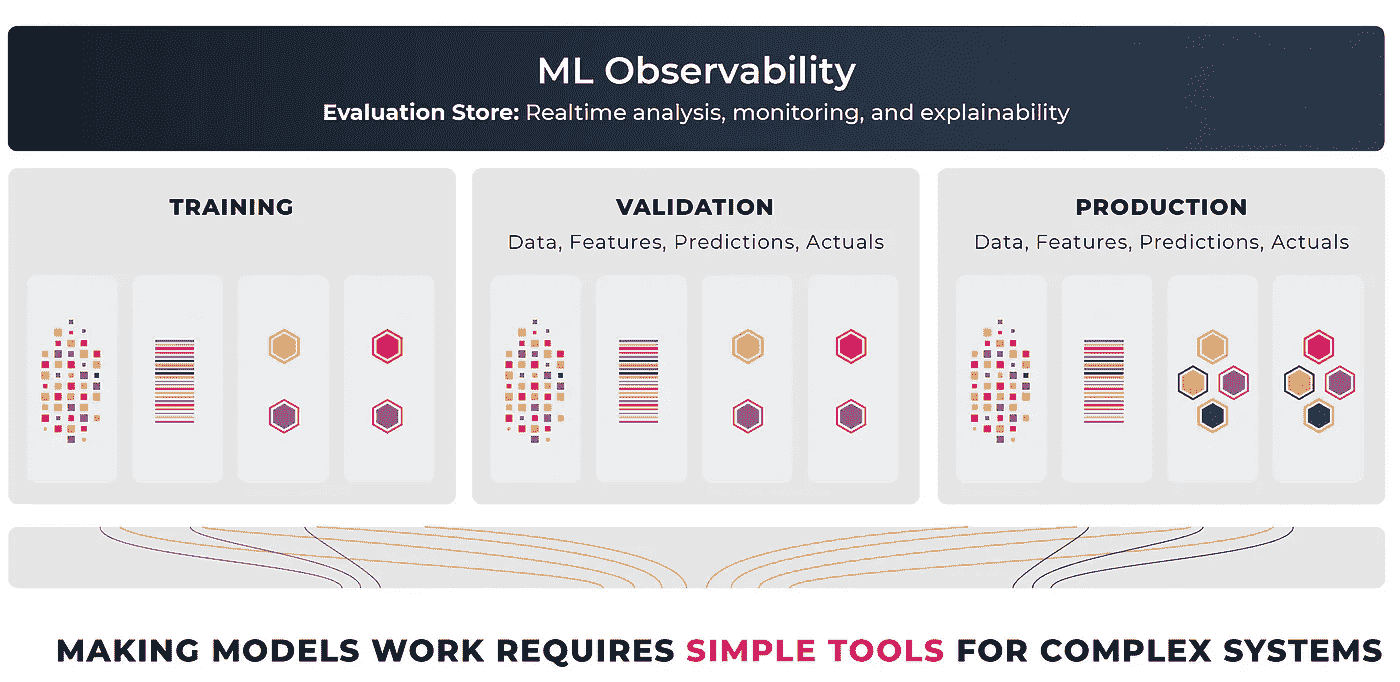 ML Observability
Evaluation Store: Realtime analysis, monitoring, and explainability
TRAINING
VALIDATION
Data, Features, Predictions, Actuals
PRODUCTION
Data, Features, Predictions, Actuals
MAKING MODELS WORK REQUIRES SIMPLE TOOLS FOR COMPLEX SYSTEMS